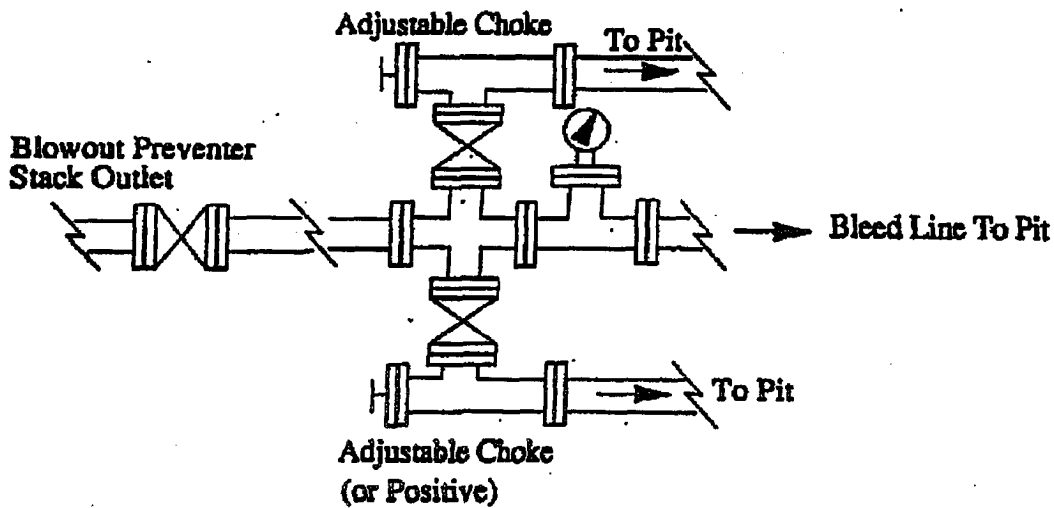 Adjustable Choke
To Pit
Blowout Preventer
Stack Outlet
Bleed Line To Pit
To Pit
Adjustable Choke
(or Positive)